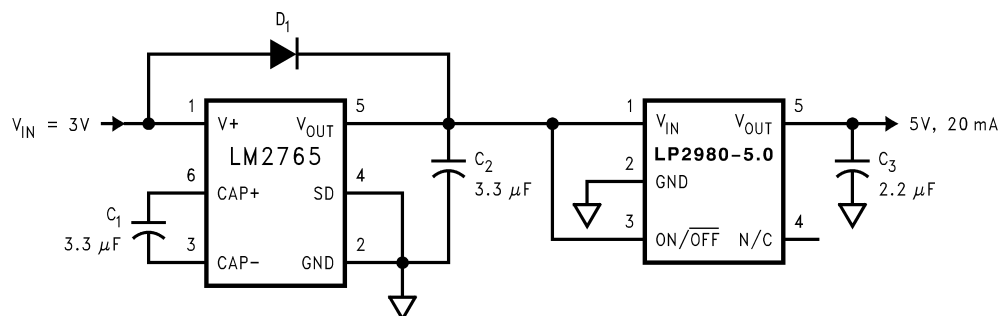 D1
VIN = 3V
1
V+
VOUT
5
LM2765
6
CAP+
SD
4
C1
3.3 μF
3
CAP-
GND
2
C2
3.3 μF
1
VIN
VOUT
5
5V, 20 mA
LP2980-5.0
2
GND
3
ON/OFF
N/C
4
C3
2.2 μF